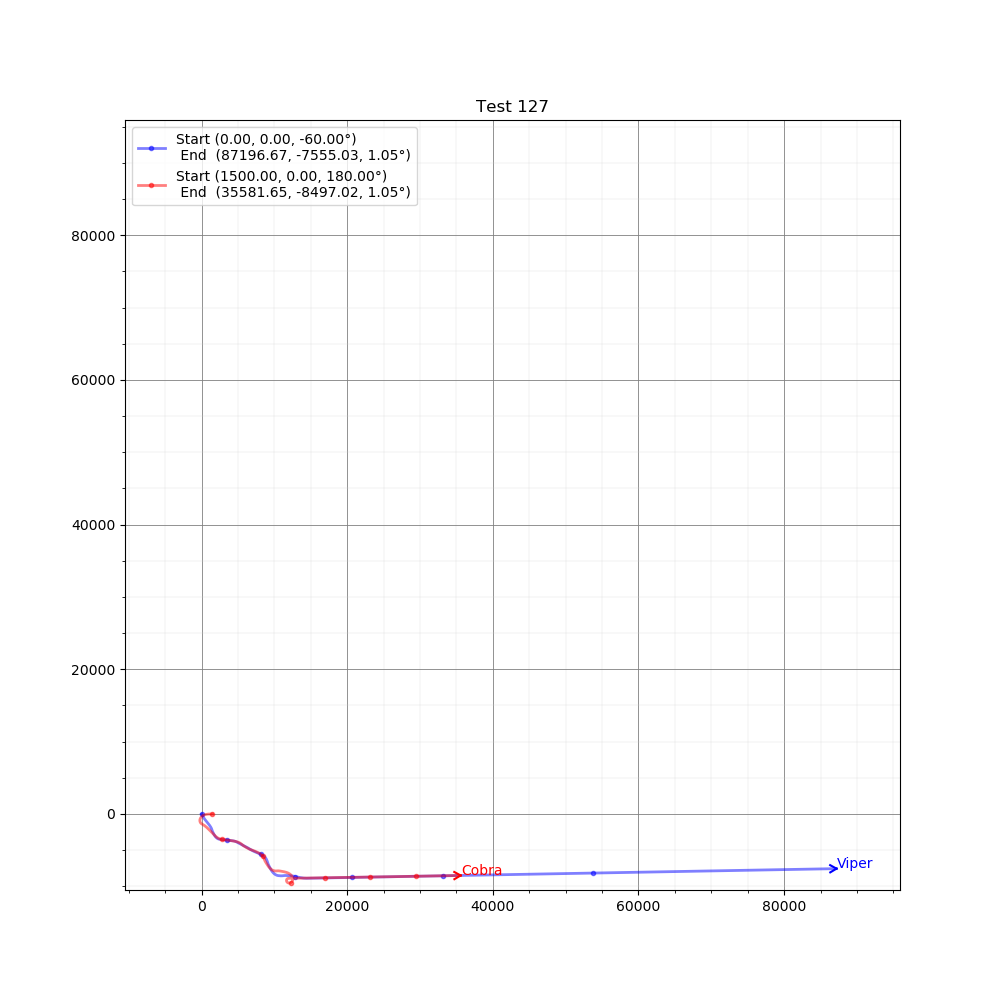 Test 127
Start (0.00, 0.00, -60.00°)
End  (87196.67, -7555.03, 1.05°)
Start (1500.00, 0.00, 180.00°)
End  (35581.65, -8497.02, 1.05°)
80000
60000
40000
20000
0
Cobra
Viper
0 20000 40000 60000 80000